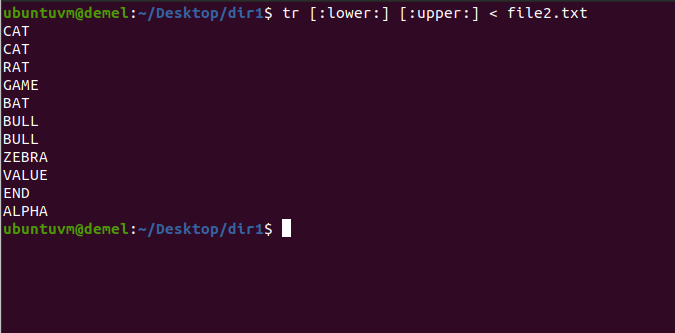 ubuntuvm@demel:~/Desktop/dir1$ tr [:lower:] [:upper:] < file2.txt
CAT
CAT
RAT
GAME
BAT
BULL
BULL
ZEBRA
VALUE
END
ALPHA
ubuntuvm@demel:~/Desktop/dir1$